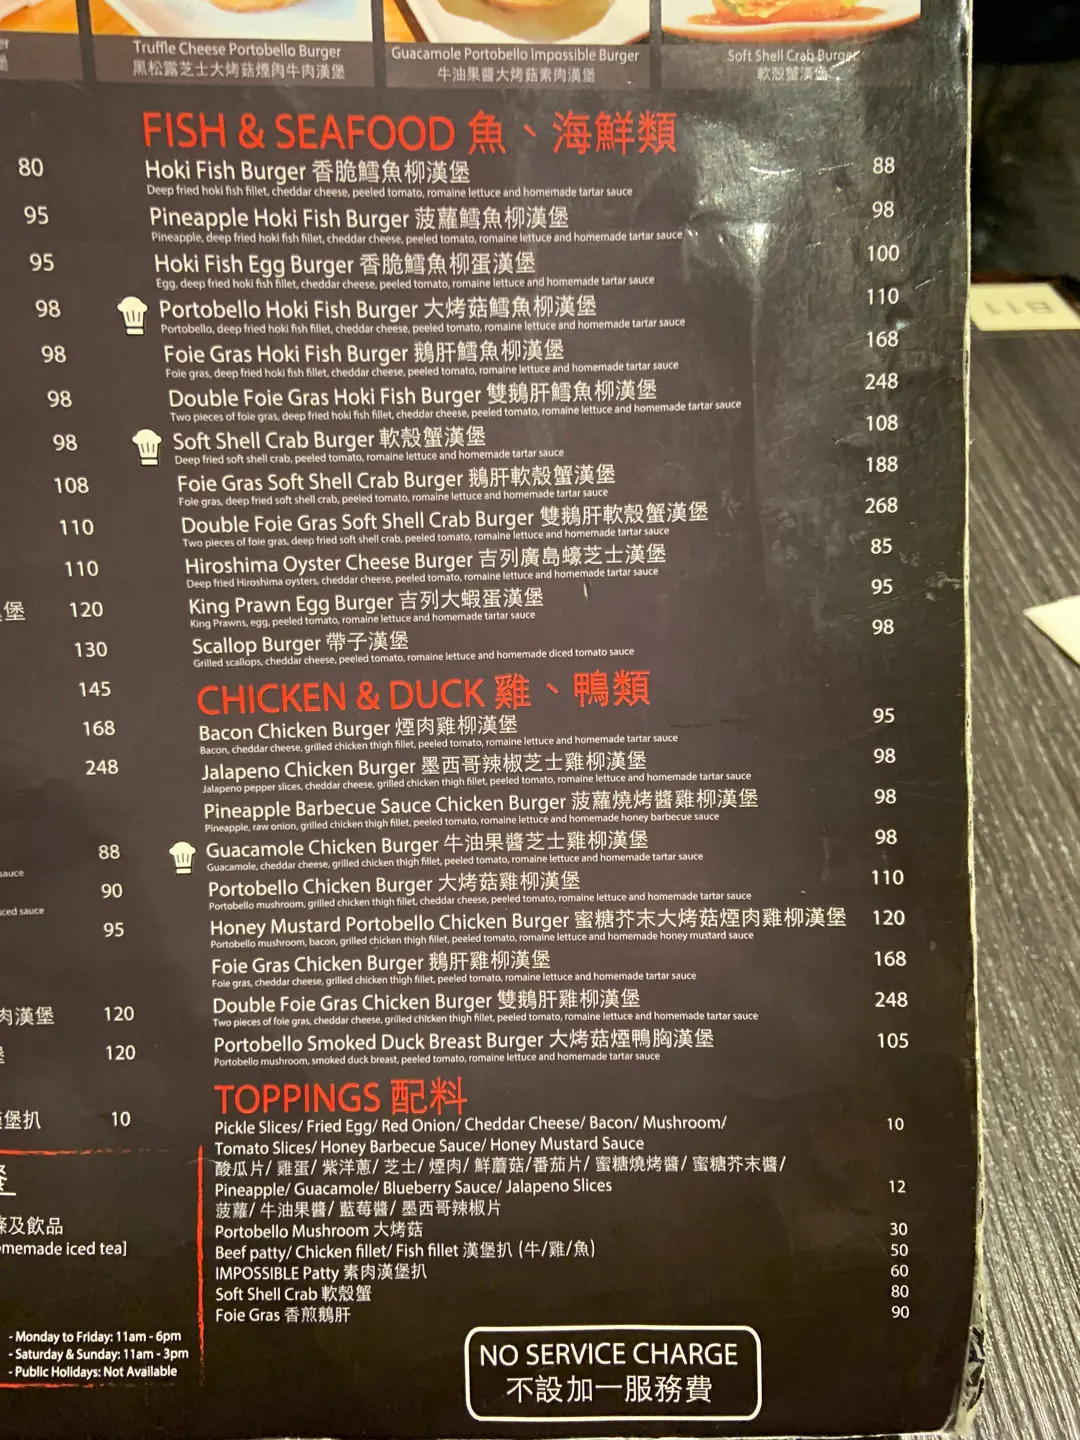 Truffle Cheese Portobello Burger
黑松露芝士大烤菇煙肉牛肉漢堡
Guacamole Portobello Impossible Burger
牛油果醬大烤菇素肉漢堡
Soft Shell Crab Burger
軟殼蟹漢堡
80
95
95
98
98
98
98
108
110
110
堡 120
130
145
168
248
88
sauce
90
ced sauce
95
肉漢堡 120
堡 120
堡扒 10
餐
條及飲品
memade iced tea]
- Monday to Friday: 11am - 6pm
- Saturday & Sunday: 11am - 3pm
- Public Holidays: Not Available
FISH & SEAFOOD 魚、海鮮類
Hoki Fish Burger 香脆鱈魚柳漢堡 88
Deep fried hoki fish fillet, cheddar cheese, peeled tomato, romaine lettuce and homemade tartar sauce
Pineapple Hoki Fish Burger 菠蘿鱈魚柳漢堡 98
Pineapple, deep fried hoki fish fillet, cheddar cheese, peeled tomato, romaine lettuce and homemade tartar sauce
Hoki Fish Egg Burger 香脆鱈魚柳蛋漢堡 100
Egg, deep fried hoki fish fillet, cheddar cheese, peeled tomato, romaine lettuce and homemade tartar sauce
Portobello Hoki Fish Burger 大烤菇鱈魚柳漢堡 110
Portobello, deep fried hoki fish fillet, cheddar cheese, peeled tomato, romaine lettuce and homemade tartar sauce
Foie Gras Hoki Fish Burger 鵝肝鱈魚柳漢堡 168
Foie gras, deep fried hoki fish fillet, cheddar cheese, peeled tomato, romaine lettuce and homemade tartar sauce
Double Foie Gras Hoki Fish Burger 雙鵝肝鱈魚柳漢堡 248
Two pieces of foie gras, deep fried hoki fish fillet, cheddar cheese, peeled tomato, romaine lettuce and homemade tartar sauce
Soft Shell Crab Burger 軟殼蟹漢堡 108
Deep fried soft shell crab, peeled tomato, romaine lettuce and homemade tartar sauce
Foie Gras Soft Shell Crab Burger 鵝肝軟殼蟹漢堡 188
Foie gras, deep fried soft shell crab, peeled tomato, romaine lettuce and homemade tartar sauce
Double Foie Gras Soft Shell Crab Burger 雙鵝肝軟殼蟹漢堡 268
Two pieces of foie gras, deep fried soft shell crab, peeled tomato, romaine lettuce and homemade tartar sauce
Hiroshima Oyster Cheese Burger 吉列廣島蠔芝士漢堡 85
Deep fried Hiroshima oysters, cheddar cheese, peeled tomato, romaine lettuce and homemade tartar sauce
King Prawn Egg Burger 吉列大蝦蛋漢堡 95
King Prawns, egg, peeled tomato, romaine lettuce and homemade tartar sauce
Scallop Burger 帶子漢堡 98
Grilled scallops, cheddar cheese, peeled tomato, romaine lettuce and homemade diced tomato sauce
CHICKEN & DUCK 雞、鴨類
Bacon Chicken Burger 煙肉雞柳漢堡 95
Bacon, cheddar cheese, grilled chicken thigh fillet, peeled tomato, romaine lettuce and homemade tartar sauce
Jalapeno Chicken Burger 墨西哥辣椒芝士雞柳漢堡 98
Jalapeno pepper slices, cheddar cheese, grilled chicken thigh fillet, peeled tomato, romaine lettuce and homemade tartar sauce
Pineapple Barbecue Sauce Chicken Burger 菠蘿燒烤醬雞柳漢堡 98
Pineapple, raw onion, grilled chicken thigh fillet, peeled tomato, romaine lettuce and homemade honey barbecue sauce
Guacamole Chicken Burger 牛油果醬芝士雞柳漢堡 98
Guacamole, cheddar cheese, grilled chicken thigh fillet, peeled tomato, romaine lettuce and homemade tartar sauce
Portobello Chicken Burger 大烤菇雞柳漢堡 110
Portobello mushroom, grilled chicken thigh fillet, cheddar cheese, peeled tomato, romaine lettuce and homemade tartar sauce
Honey Mustard Portobello Chicken Burger 蜜糖芥末大烤菇煙肉雞柳漢堡 120
Portobello mushroom, bacon, grilled chicken thigh fillet, peeled tomato, romaine lettuce and homemade honey mustard sauce
Foie Gras Chicken Burger 鵝肝雞柳漢堡 168
Foie gras, cheddar cheese, grilled chicken thigh fillet, peeled tomato, romaine lettuce and homemade tartar sauce
Double Foie Gras Chicken Burger 雙鵝肝雞柳漢堡 248
Two pieces of foie gras, cheddar cheese, grilled chicken thigh fillet, peeled tomato, romaine lettuce and homemade tartar sauce
Portobello Smoked Duck Breast Burger 大烤菇煙鴨胸漢堡 105
Portobello mushroom, smoked duck breast, peeled tomato, romaine lettuce and homemade tartar sauce
TOPPINGS 配料
Pickle Slices/ Fried Egg/ Red Onion/ Cheddar Cheese/ Bacon/ Mushroom/ 10
Tomato Slices/ Honey Barbecue Sauce/ Honey Mustard Sauce
酸瓜片/ 雞蛋/ 紫洋蔥/ 芝士/ 煙肉/ 鮮蘑菇/番茄片/ 蜜糖燒烤醬/ 蜜糖芥末醬/
Pineapple/ Guacamole/ Blueberry Sauce/ Jalapeno Slices 12
菠蘿/ 牛油果醬/ 藍莓醬/ 墨西哥辣椒片
Portobello Mushroom 大烤菇 30
Beef patty/ Chicken fillet/ Fish fillet 漢堡扒 (牛/雞/魚) 50
IMPOSSIBLE Patty 素肉漢堡扒 60
Soft Shell Crab 軟殼蟹 80
Foie Gras 香煎鵝肝 90
NO SERVICE CHARGE
不設加一服務費
B11